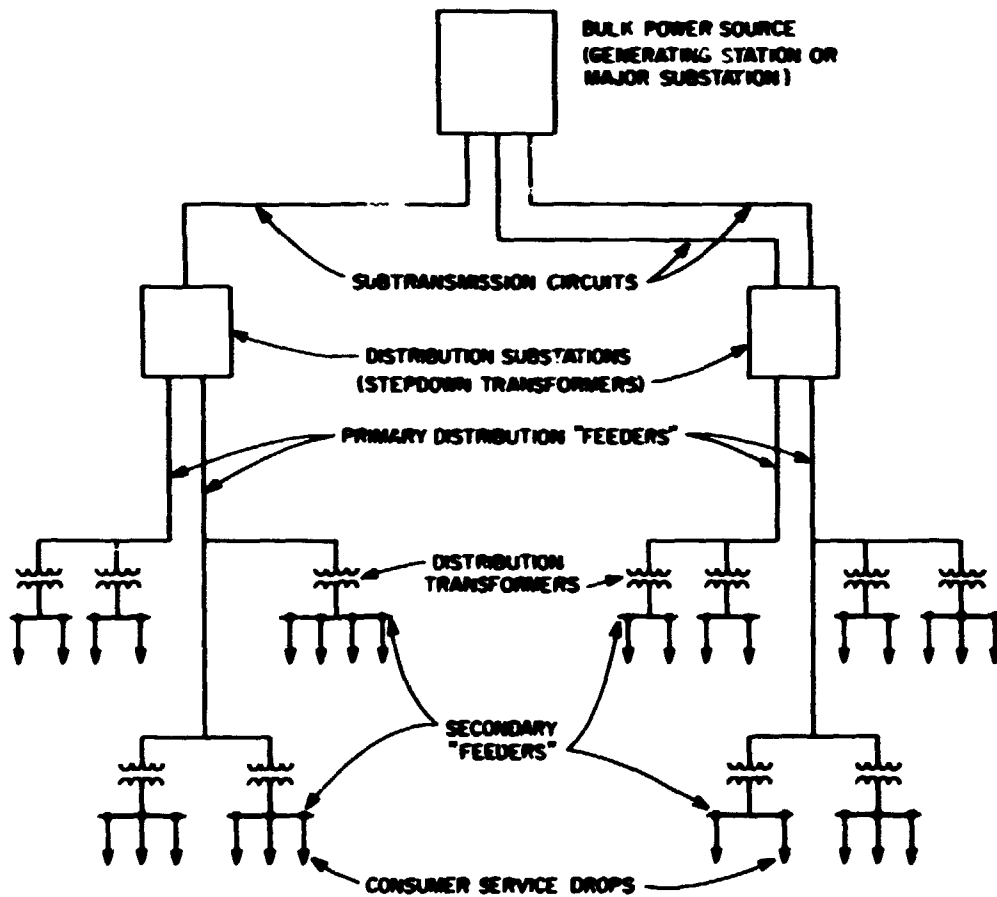 BULK POWER SOURCE
(GENERATING STATION OR
MAJOR SUBSTATION)
SUBTRANSMISSION CIRCUITS
DISTRIBUTION SUBSTATIONS
(STEPDOWN TRANSFORMERS)
PRIMARY DISTRIBUTION "FEEDERS"
DISTRIBUTION
TRANSFORMERS
SECONDARY
"FEEDERS"
CONSUMER SERVICE DROPS